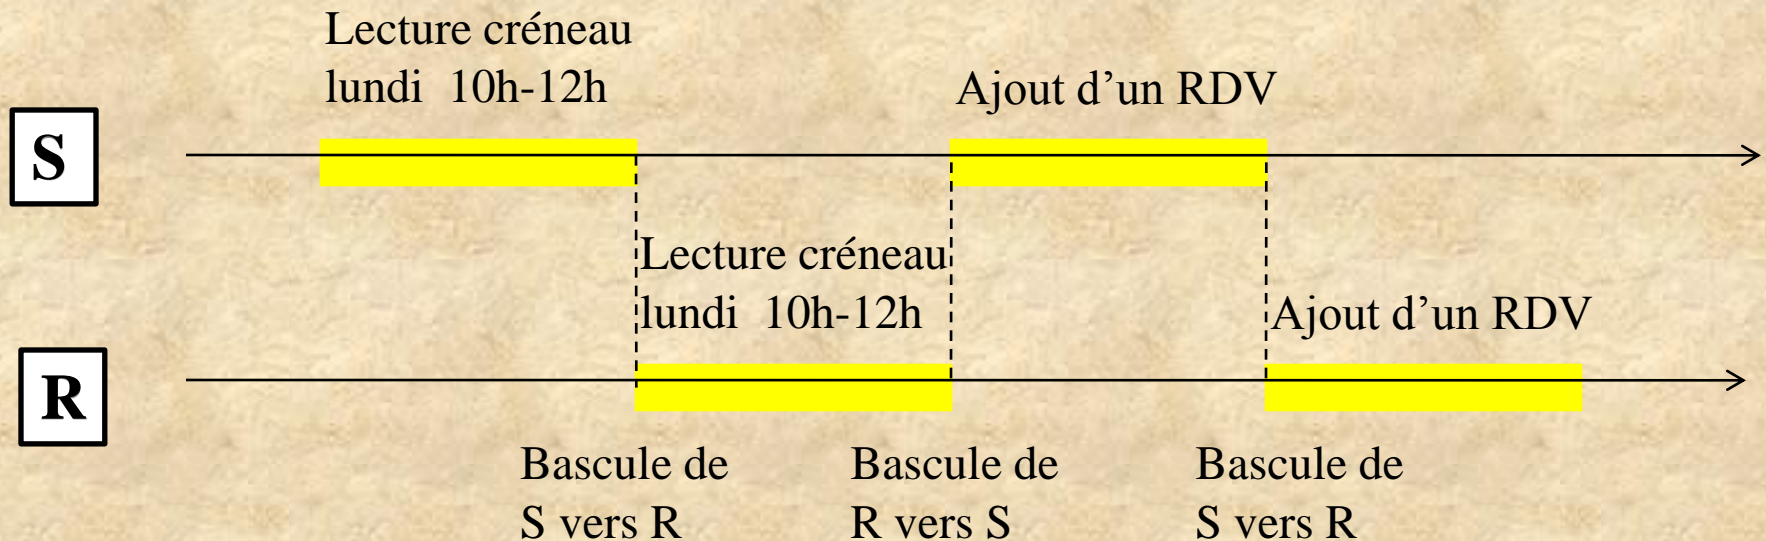 Lecture créneau
lundi 10h-12h
Ajout d’un RDV
S
Lecture créneau
lundi 10h-12h
Ajout d’un RDV
R
Bascule de
S vers R
Bascule de
R vers S
Bascule de
S vers R